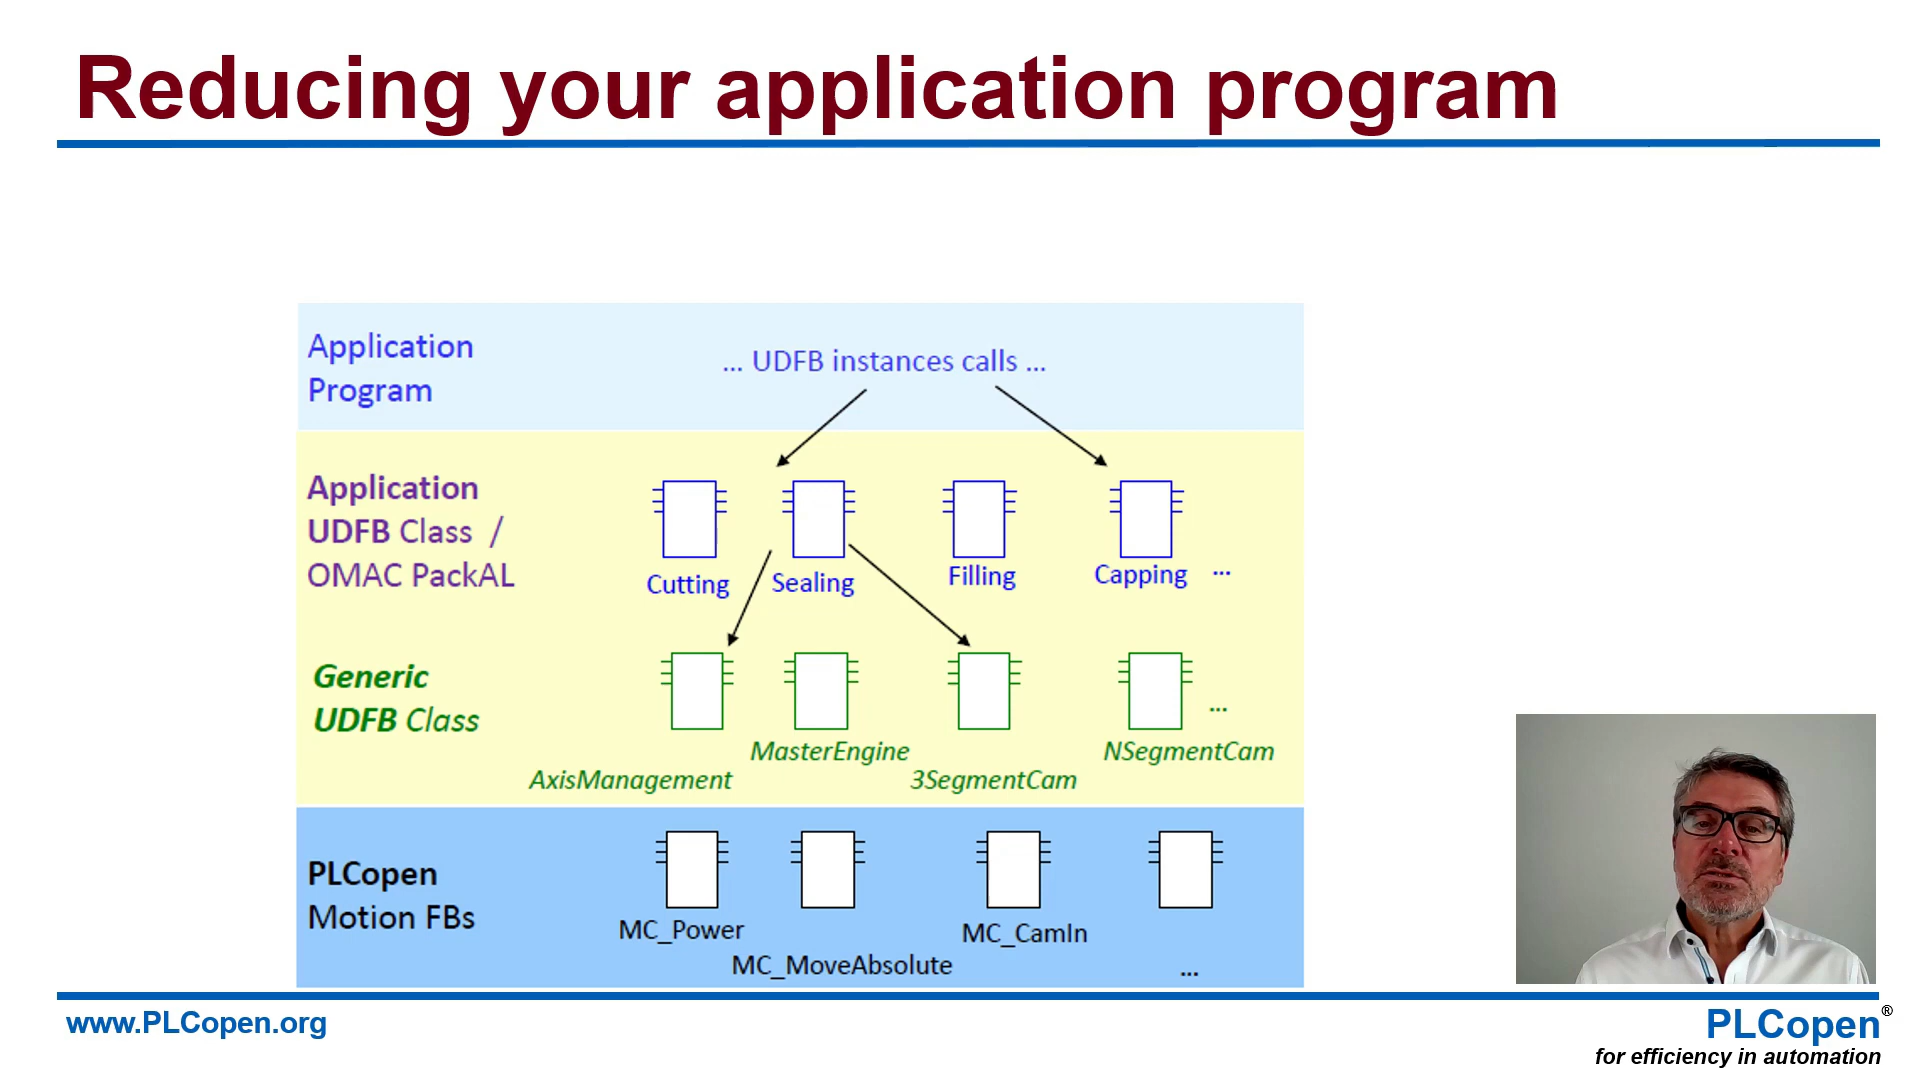 Reducing your application program
Application
Program
... UDFB instances calls ...
Application
UDFB Class /
OMAC PackAL
Cutting
Sealing
Filling
Capping
...
Generic
UDFB Class
...
MasterEngine
NSegmentCam
AxisManagement
3SegmentCam
PLCopen
Motion FBs
MC_Power
MC_CamIn
MC_MoveAbsolute
...
www.PLCopen.org
PLCopen®
for efficiency in automation